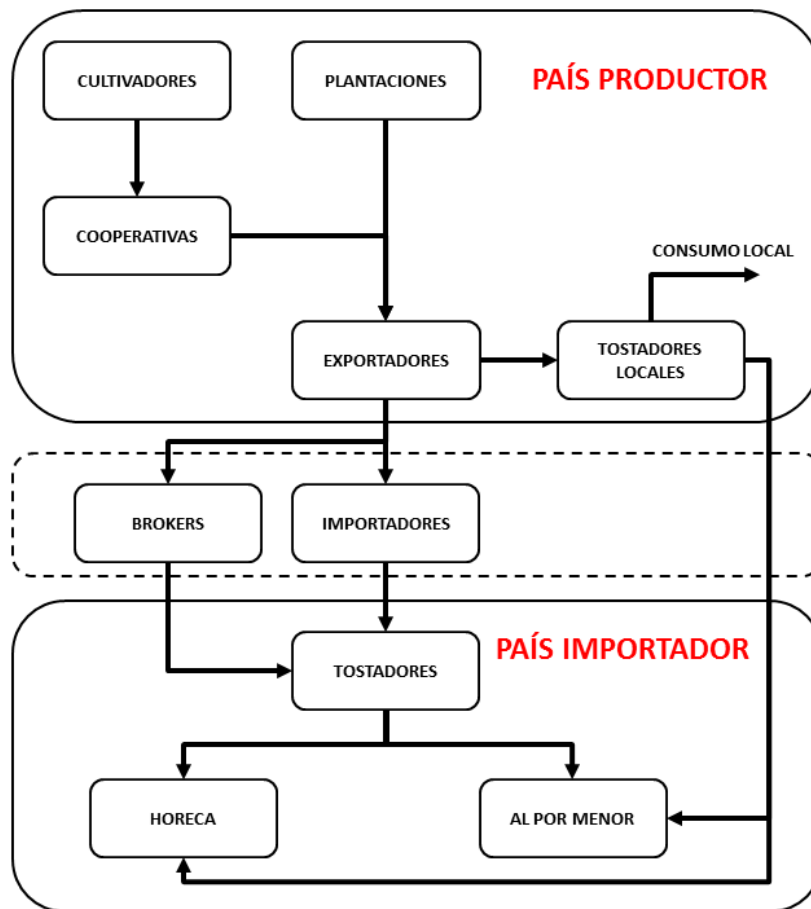 CULTIVADORES
PLANTACIONES
PAÍS PRODUCTOR
COOPERATIVAS
CONSUMO LOCAL
EXPORTADORES
TOSTADORES
LOCALES
BROKERS
IMPORTADORES
PAÍS IMPORTADOR
TOSTADORES
HORECA
AL POR MENOR